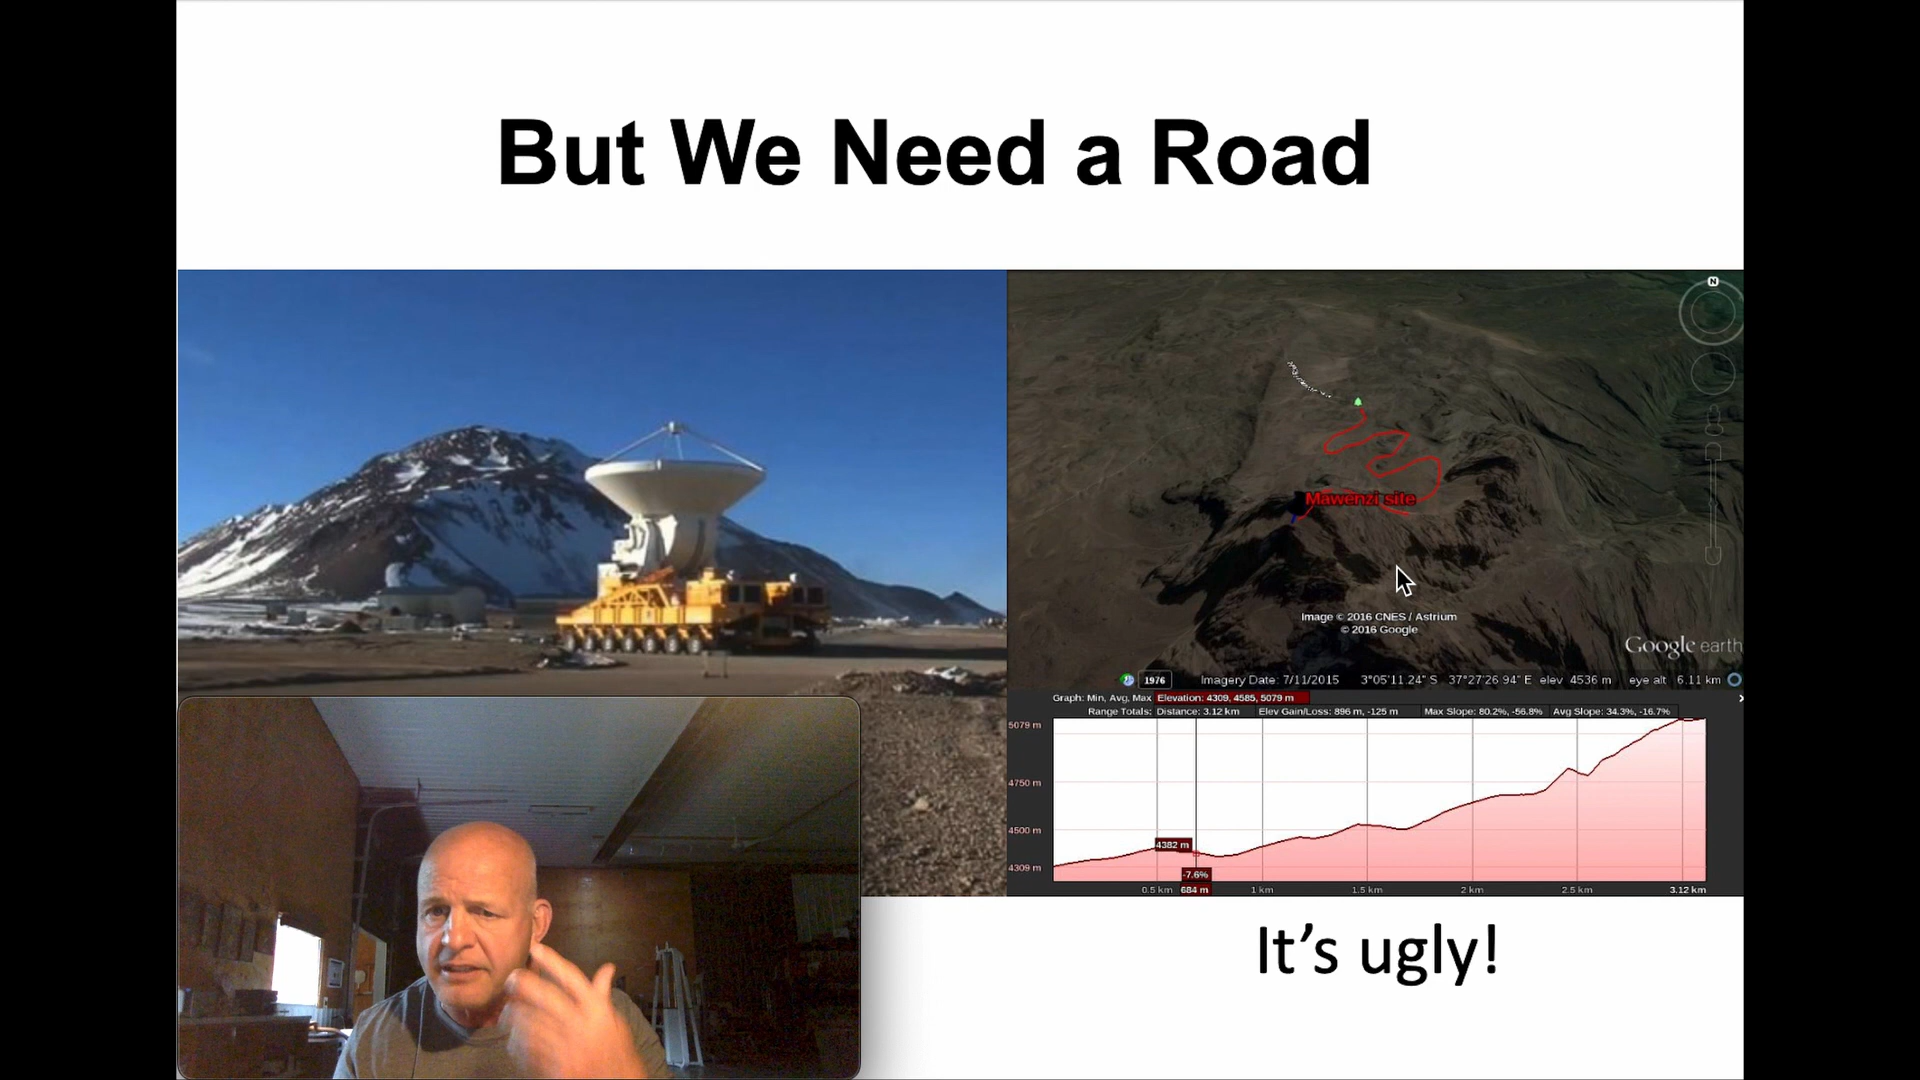 But We Need a Road
N
Mawenzi site
Image © 2016 CNES / Astrium
© 2016 Google
Google earth
1976
Imagery Date: 7/11/2015 3°05'11.24" S 37°27'26.94" E elev 4536 m eye alt 6.11 km
Graph: Min, Avg, Max Elevation: 4309, 4585, 5079 m
Range Totals: Distance: 3.12 km Elev Gain/Loss: 896 m, -125 m Max Slope: 80.2%, -56.8% Avg Slope: 34.3%, -16.7%
5079 m
4750 m
4500 m
4382 m
4309 m
-7.6%
0.5 km 684 m 1 km 1.5 km 2 km 2.5 km 3.12 km
It's ugly!